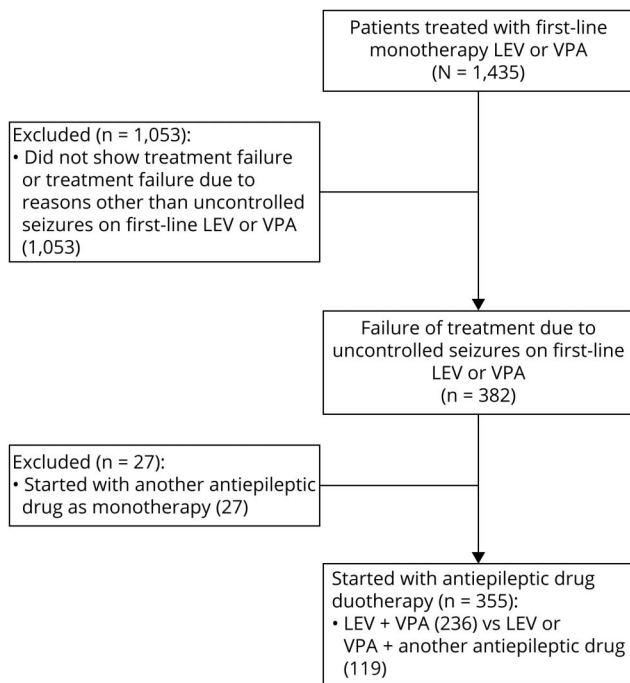 Patients treated with first-line
monotherapy LEV or VPA
(N = 1,435)
Excluded (n = 1,053):
• Did not show treatment failure
or treatment failure due to
reasons other than uncontrolled
seizures on first-line LEV or VPA
(1,053)
Failure of treatment due to
uncontrolled seizures on first-line
LEV or VPA
(n = 382)
Excluded (n = 27):
• Started with another antiepileptic
drug as monotherapy (27)
Started with antiepileptic drug
duotherapy (n = 355):
• LEV + VPA (236) vs LEV or
VPA + another antiepileptic drug
(119)